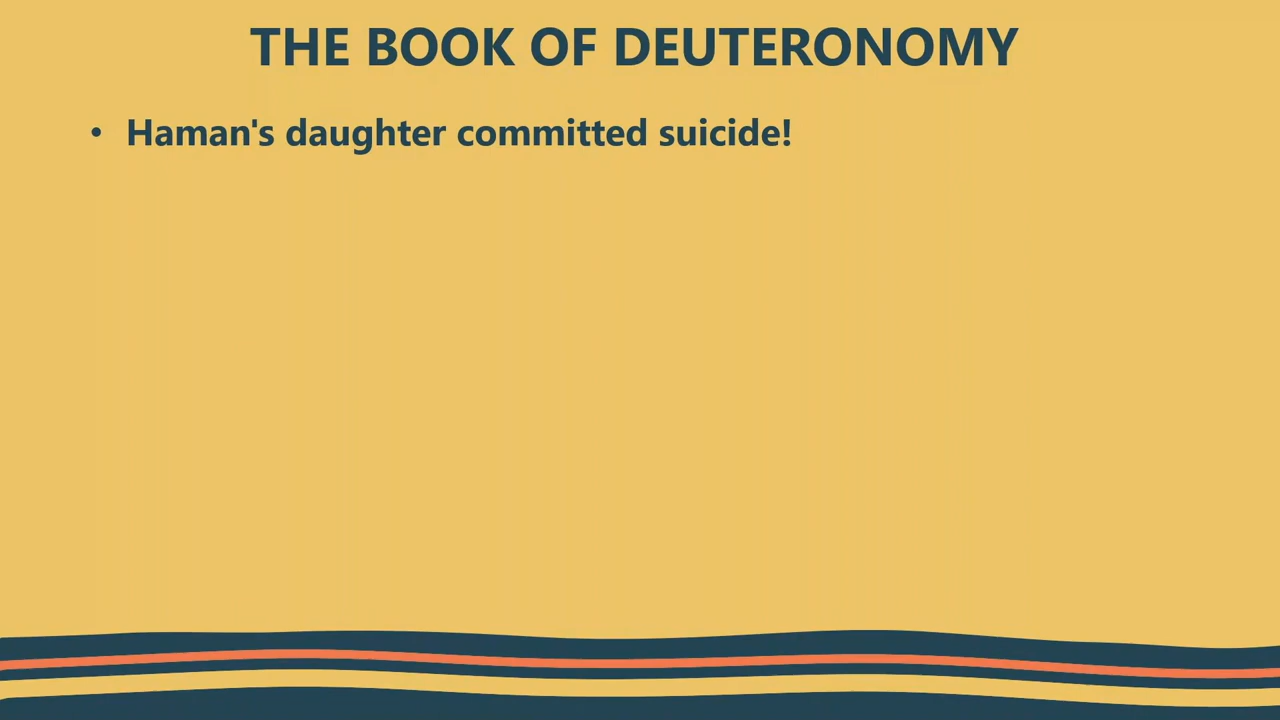 THE BOOK OF DEUTERONOMY
• Haman's daughter committed suicide!